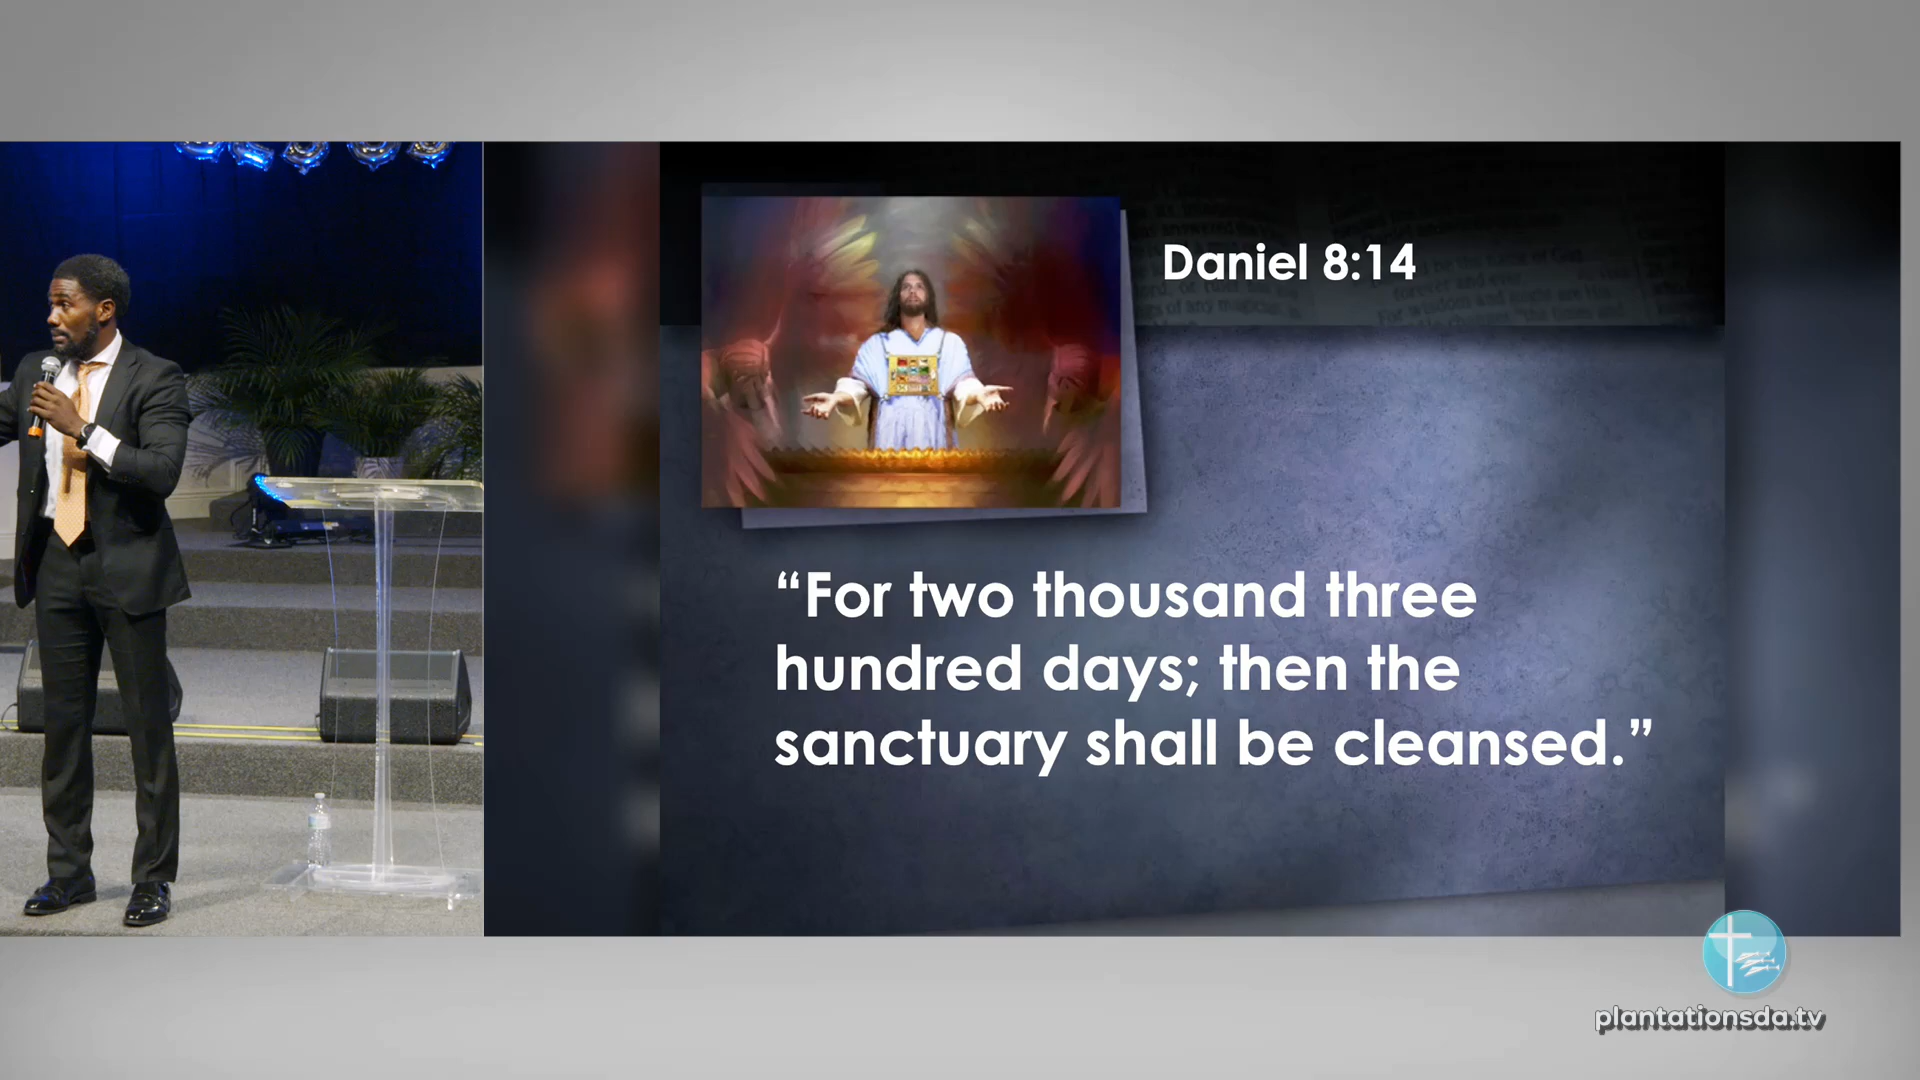 Daniel 8:14
“For two thousand three
hundred days; then the
sanctuary shall be cleansed.”
plantationsda.tv